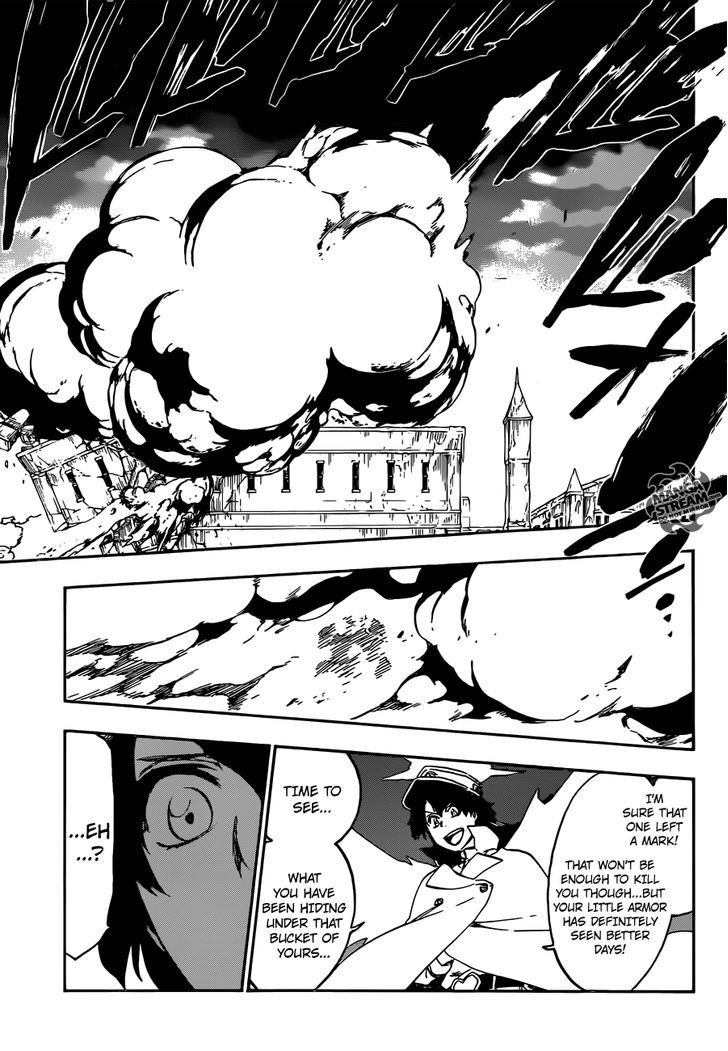 MANGA
STREAM
I'M
SURE THAT
ONE LEFT
A MARK!
THAT WON'T BE
ENOUGH TO KILL
YOU THOUGH...BUT
YOUR LITTLE ARMOR
HAS DEFINITELY
SEEN BETTER
DAYS!
TIME TO
SEE...
WHAT
YOU HAVE
BEEN HIDING
UNDER THAT
BUCKET OF
YOURS...
...EH
...?